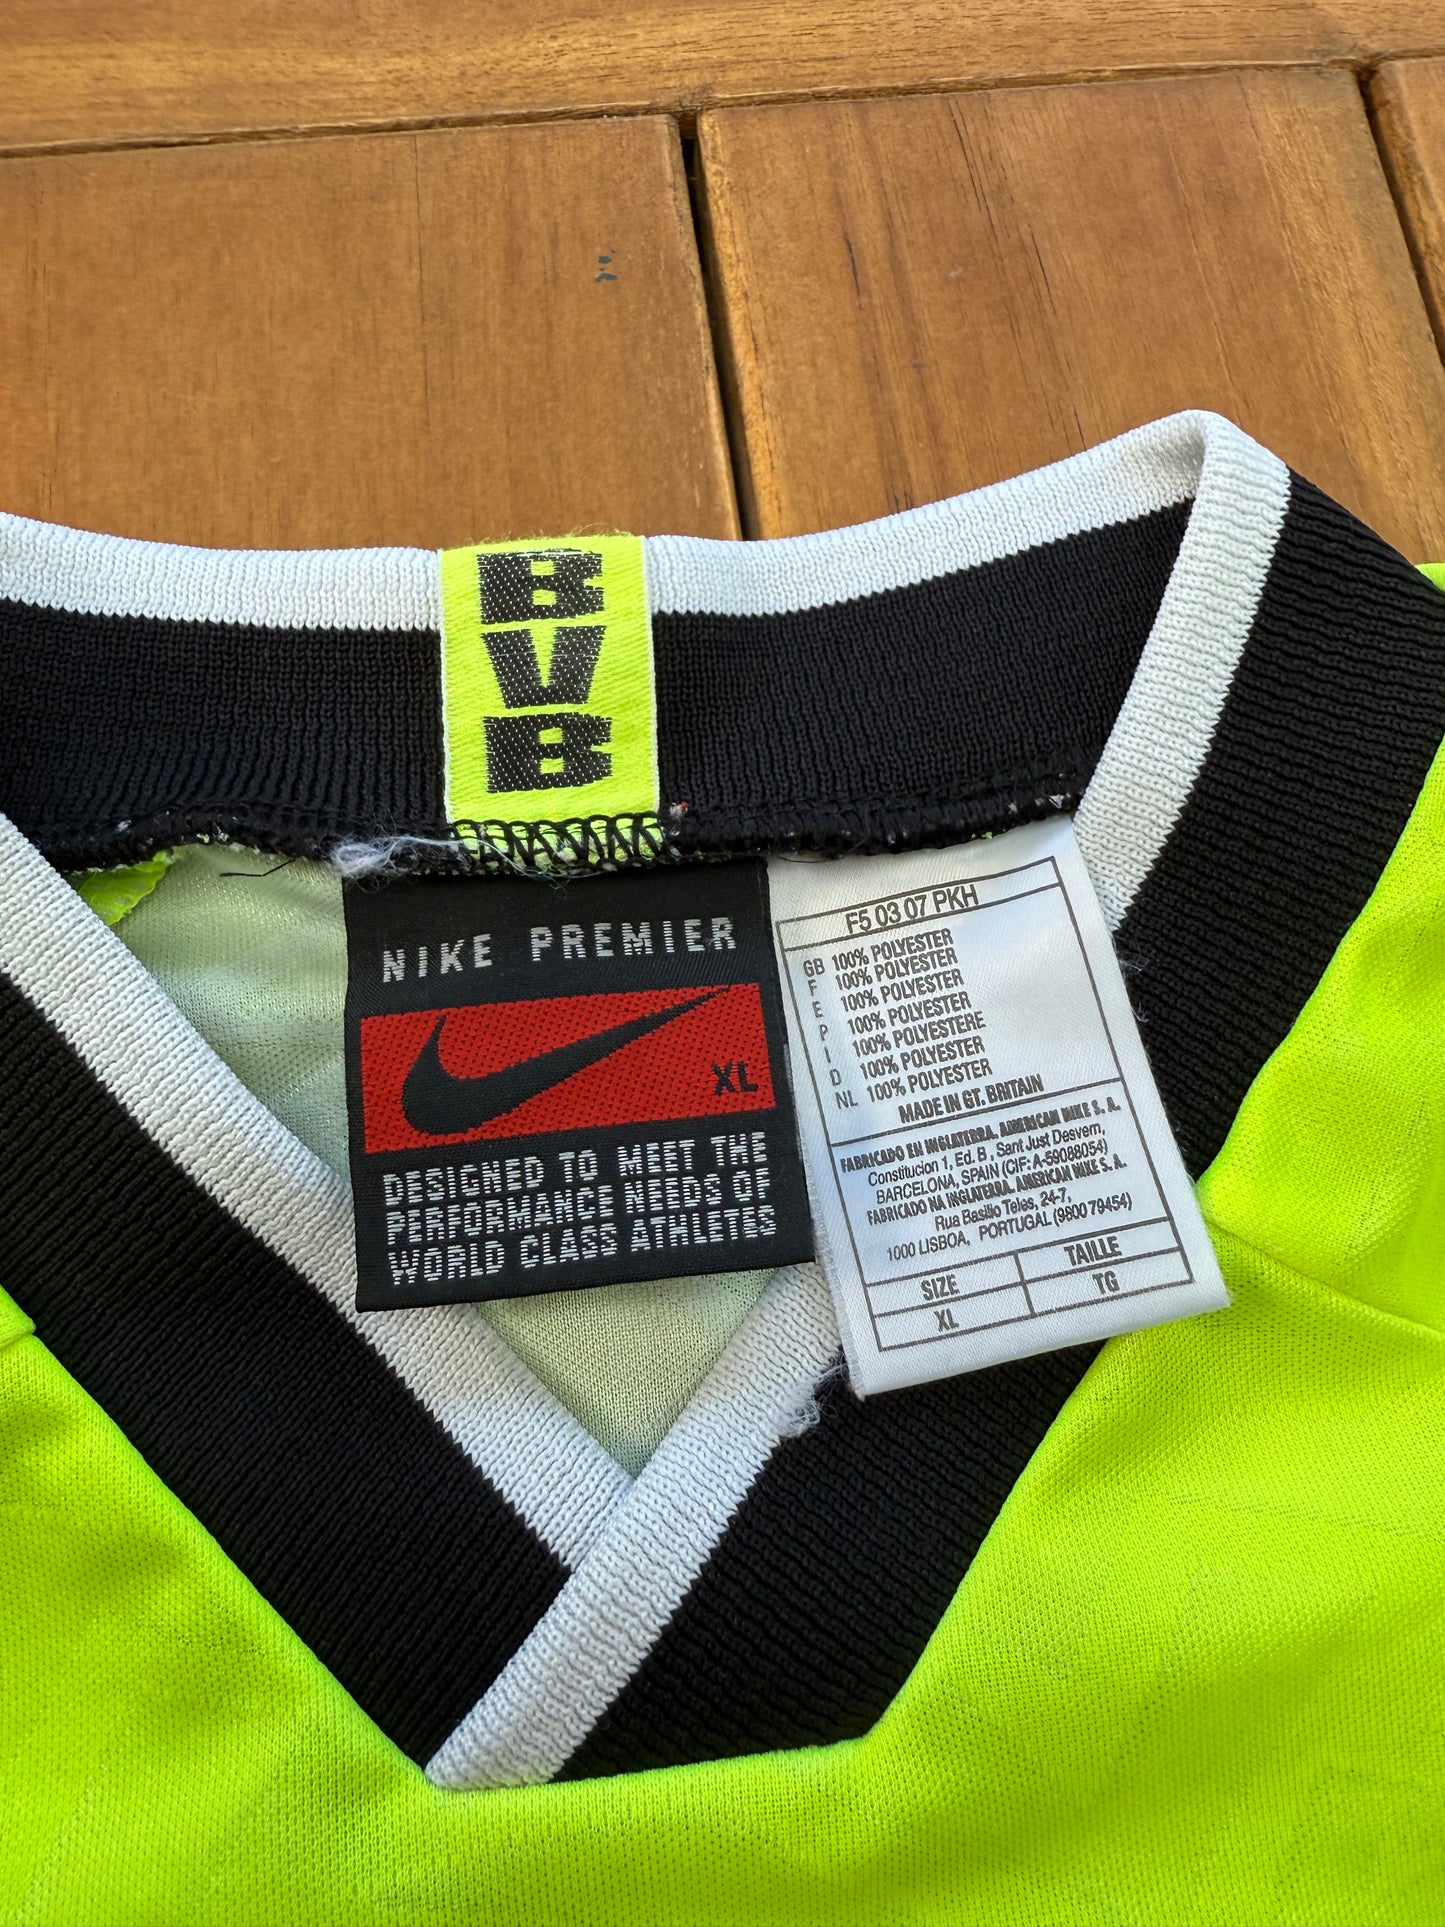 B
V
B
NIKE PREMIER
XL
DESIGNED TO MEET THE
PERFORMANCE NEEDS OF
WORLD CLASS ATHLETES
F5 03 07 PKH
GB 100% POLYESTER
F 100% POLYESTER
E 100% POLYESTER
P 100% POLYESTER
I 100% POLYESTERE
D 100% POLYESTER
NL 100% POLYESTER
MADE IN GT. BRITAIN
FABRICADO EN INGLATERRA. AMERICAN NIKE S. A.
Constitucion 1, Ed. 8 , Sant Just Desvern,
BARCELONA, SPAIN (CIF: A-59088054)
FABRICADO NA INGLATERRA. AMERICAN NIKE S. A.
Rua Basilio Teles, 24-7,
1000 LISBOA, PORTUGAL (9800 79454)
SIZE TAILLE
XL TG